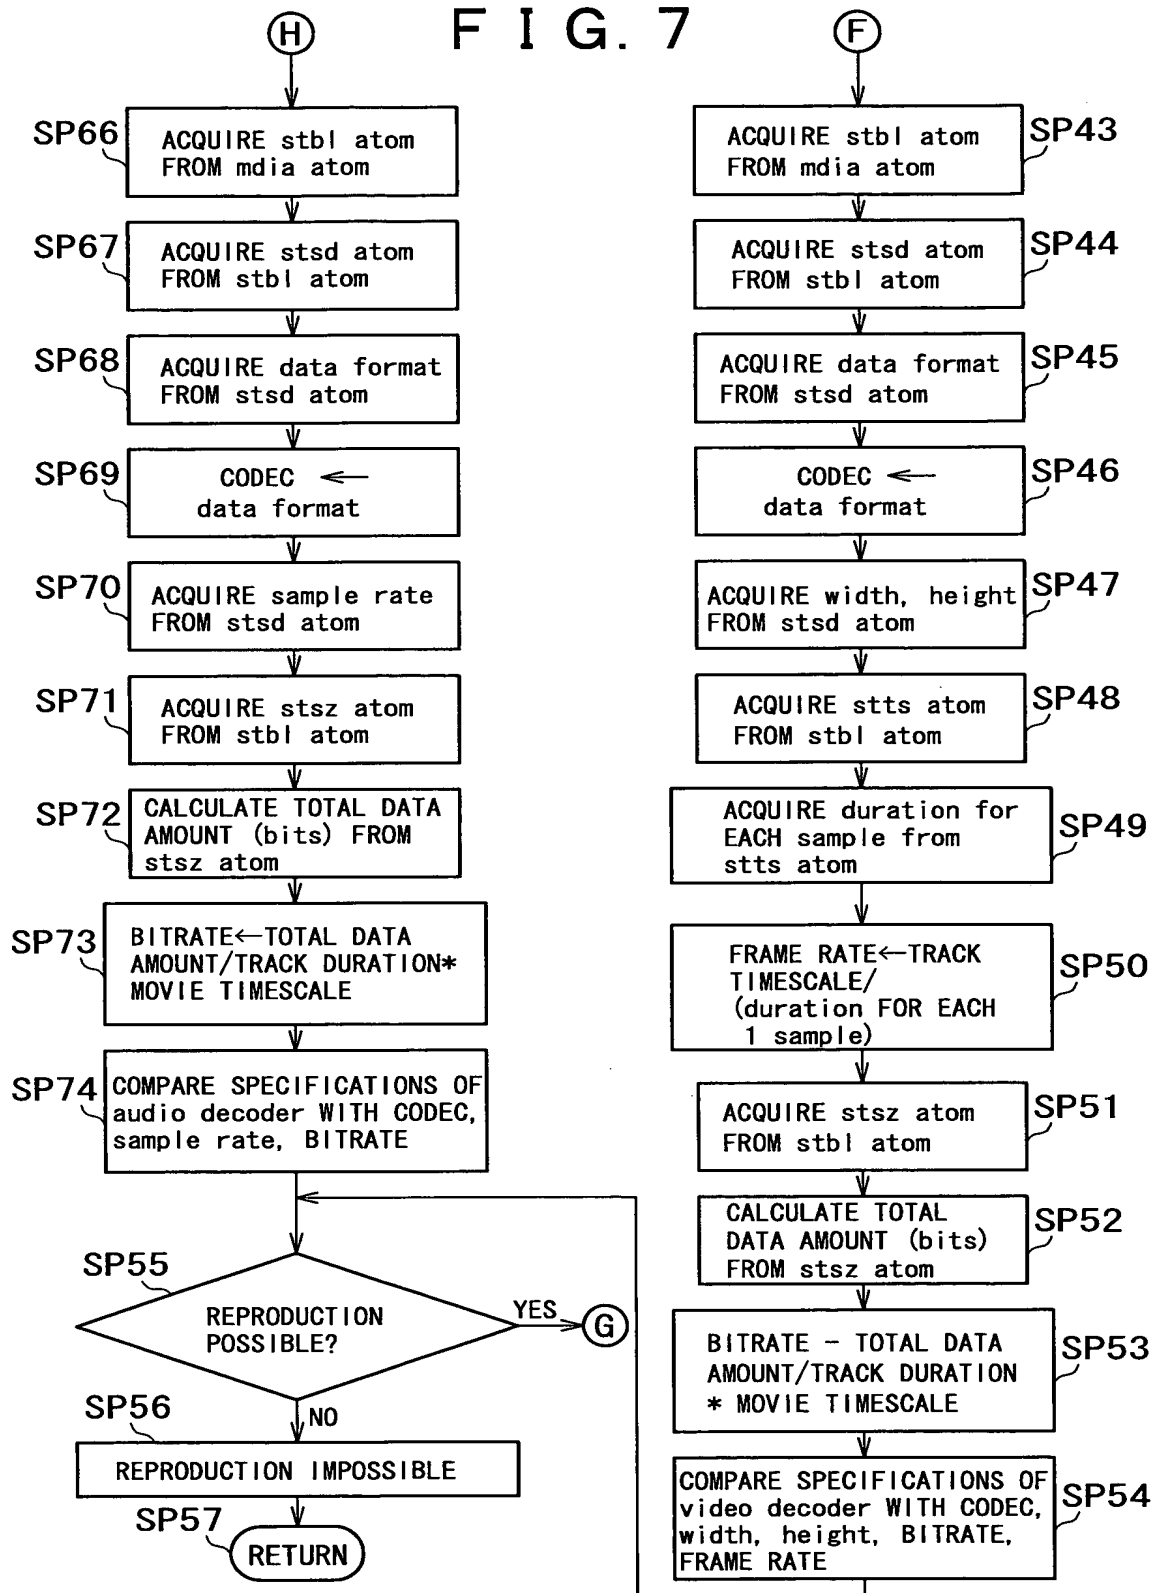 FIG. 7
H
SP66
ACQUIRE stbl atom
FROM mdia atom
SP67
ACQUIRE stsd atom
FROM stbl atom
SP68
ACQUIRE data format
FROM stsd atom
SP69
CODEC ←
data format
SP70
ACQUIRE sample rate
FROM stsd atom
SP71
ACQUIRE stsz atom
FROM stbl atom
SP72
CALCULATE TOTAL DATA
AMOUNT (bits) FROM
stsz atom
SP73
BITRATE←TOTAL DATA
AMOUNT/TRACK DURATION*
MOVIE TIMESCALE
SP74
COMPARE SPECIFICATIONS OF
audio decoder WITH CODEC,
sample rate, BITRATE
SP55
REPRODUCTION
POSSIBLE?
YES
G
NO
SP56
REPRODUCTION IMPOSSIBLE
SP57
RETURN
F
SP43
ACQUIRE stbl atom
FROM mdia atom
SP44
ACQUIRE stsd atom
FROM stbl atom
SP45
ACQUIRE data format
FROM stsd atom
SP46
CODEC ←
data format
SP47
ACQUIRE width, height
FROM stsd atom
SP48
ACQUIRE stts atom
FROM stbl atom
SP49
ACQUIRE duration for
EACH sample from
stts atom
SP50
FRAME RATE←TRACK
TIMESCALE/
(duration FOR EACH
1 sample)
SP51
ACQUIRE stsz atom
FROM stbl atom
SP52
CALCULATE TOTAL
DATA AMOUNT (bits)
FROM stsz atom
SP53
BITRATE − TOTAL DATA
AMOUNT/TRACK DURATION
* MOVIE TIMESCALE
SP54
COMPARE SPECIFICATIONS OF
video decoder WITH CODEC,
width, height, BITRATE,
FRAME RATE